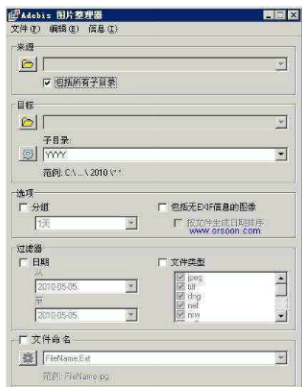 Adebis 图片整理器
文件(F) 编辑(E) 信息(I)
来源
包括所有子目录
目标
子目录:
YYYY
范例: C:\...\2010\*.*
选项
分组
包括无EXIF信息的图像
1天
按文件生成日期排序
www.orsoon.com
过滤器
日期
文件类型
从
2010-05-05
前
2010-05-05
jpeg
tiff
dng
nef
文件命名
FileName.Ext
范例: FileName.jpg